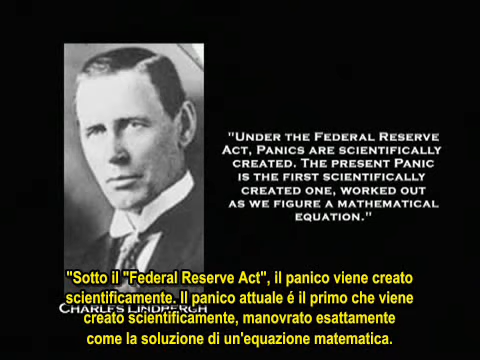 "Under the Federal Reserve
Act, Panics are scientifically
created. The present Panic
is the first scientifically
created one, worked out
as we figure a mathematical
equation."
"Sotto il "Federal Reserve Act", il panico viene creato
scientificamente. Il panico attuale é il primo che viene
Charles Lindbergh
creato scientificamente, manovrato esattamente
come la soluzione di un'equazione matematica.